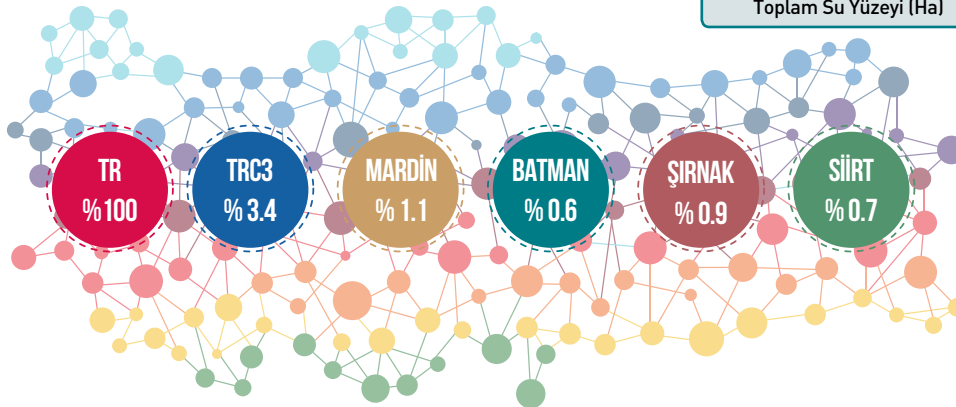 Toplam Su Yüzeyi (Ha)
TR
%100
TRC3
% 3.4
MARDİN
% 1.1
BATMAN
% 0.6
ŞIRNAK
% 0.9
SİİRT
% 0.7